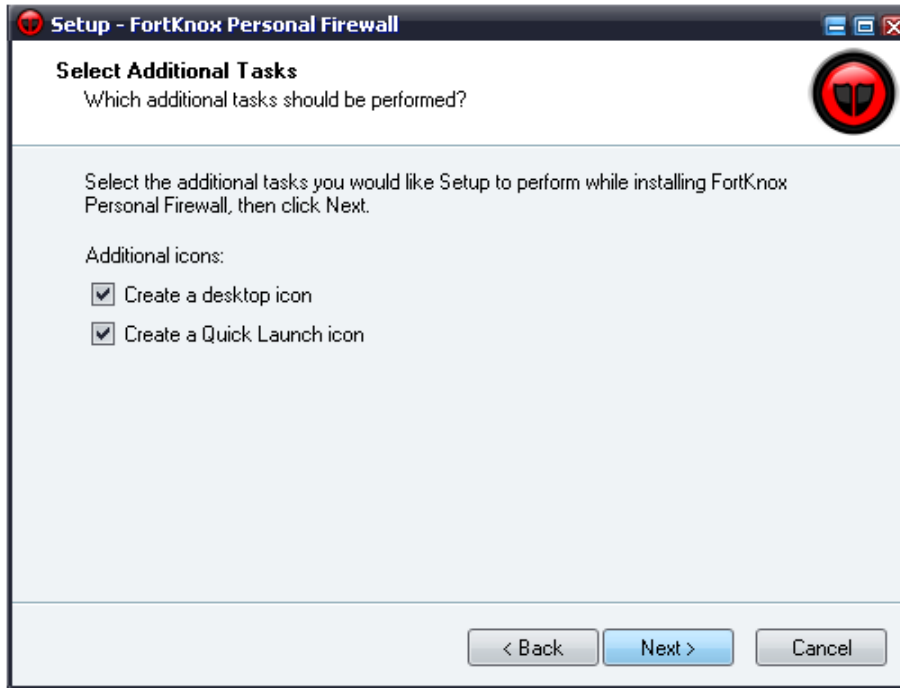 Setup - FortKnox Personal Firewall
Select Additional Tasks
Which additional tasks should be performed?
Select the additional tasks you would like Setup to perform while installing FortKnox
Personal Firewall, then click Next.
Additional icons:
Create a desktop icon
Create a Quick Launch icon
< Back
Next >
Cancel